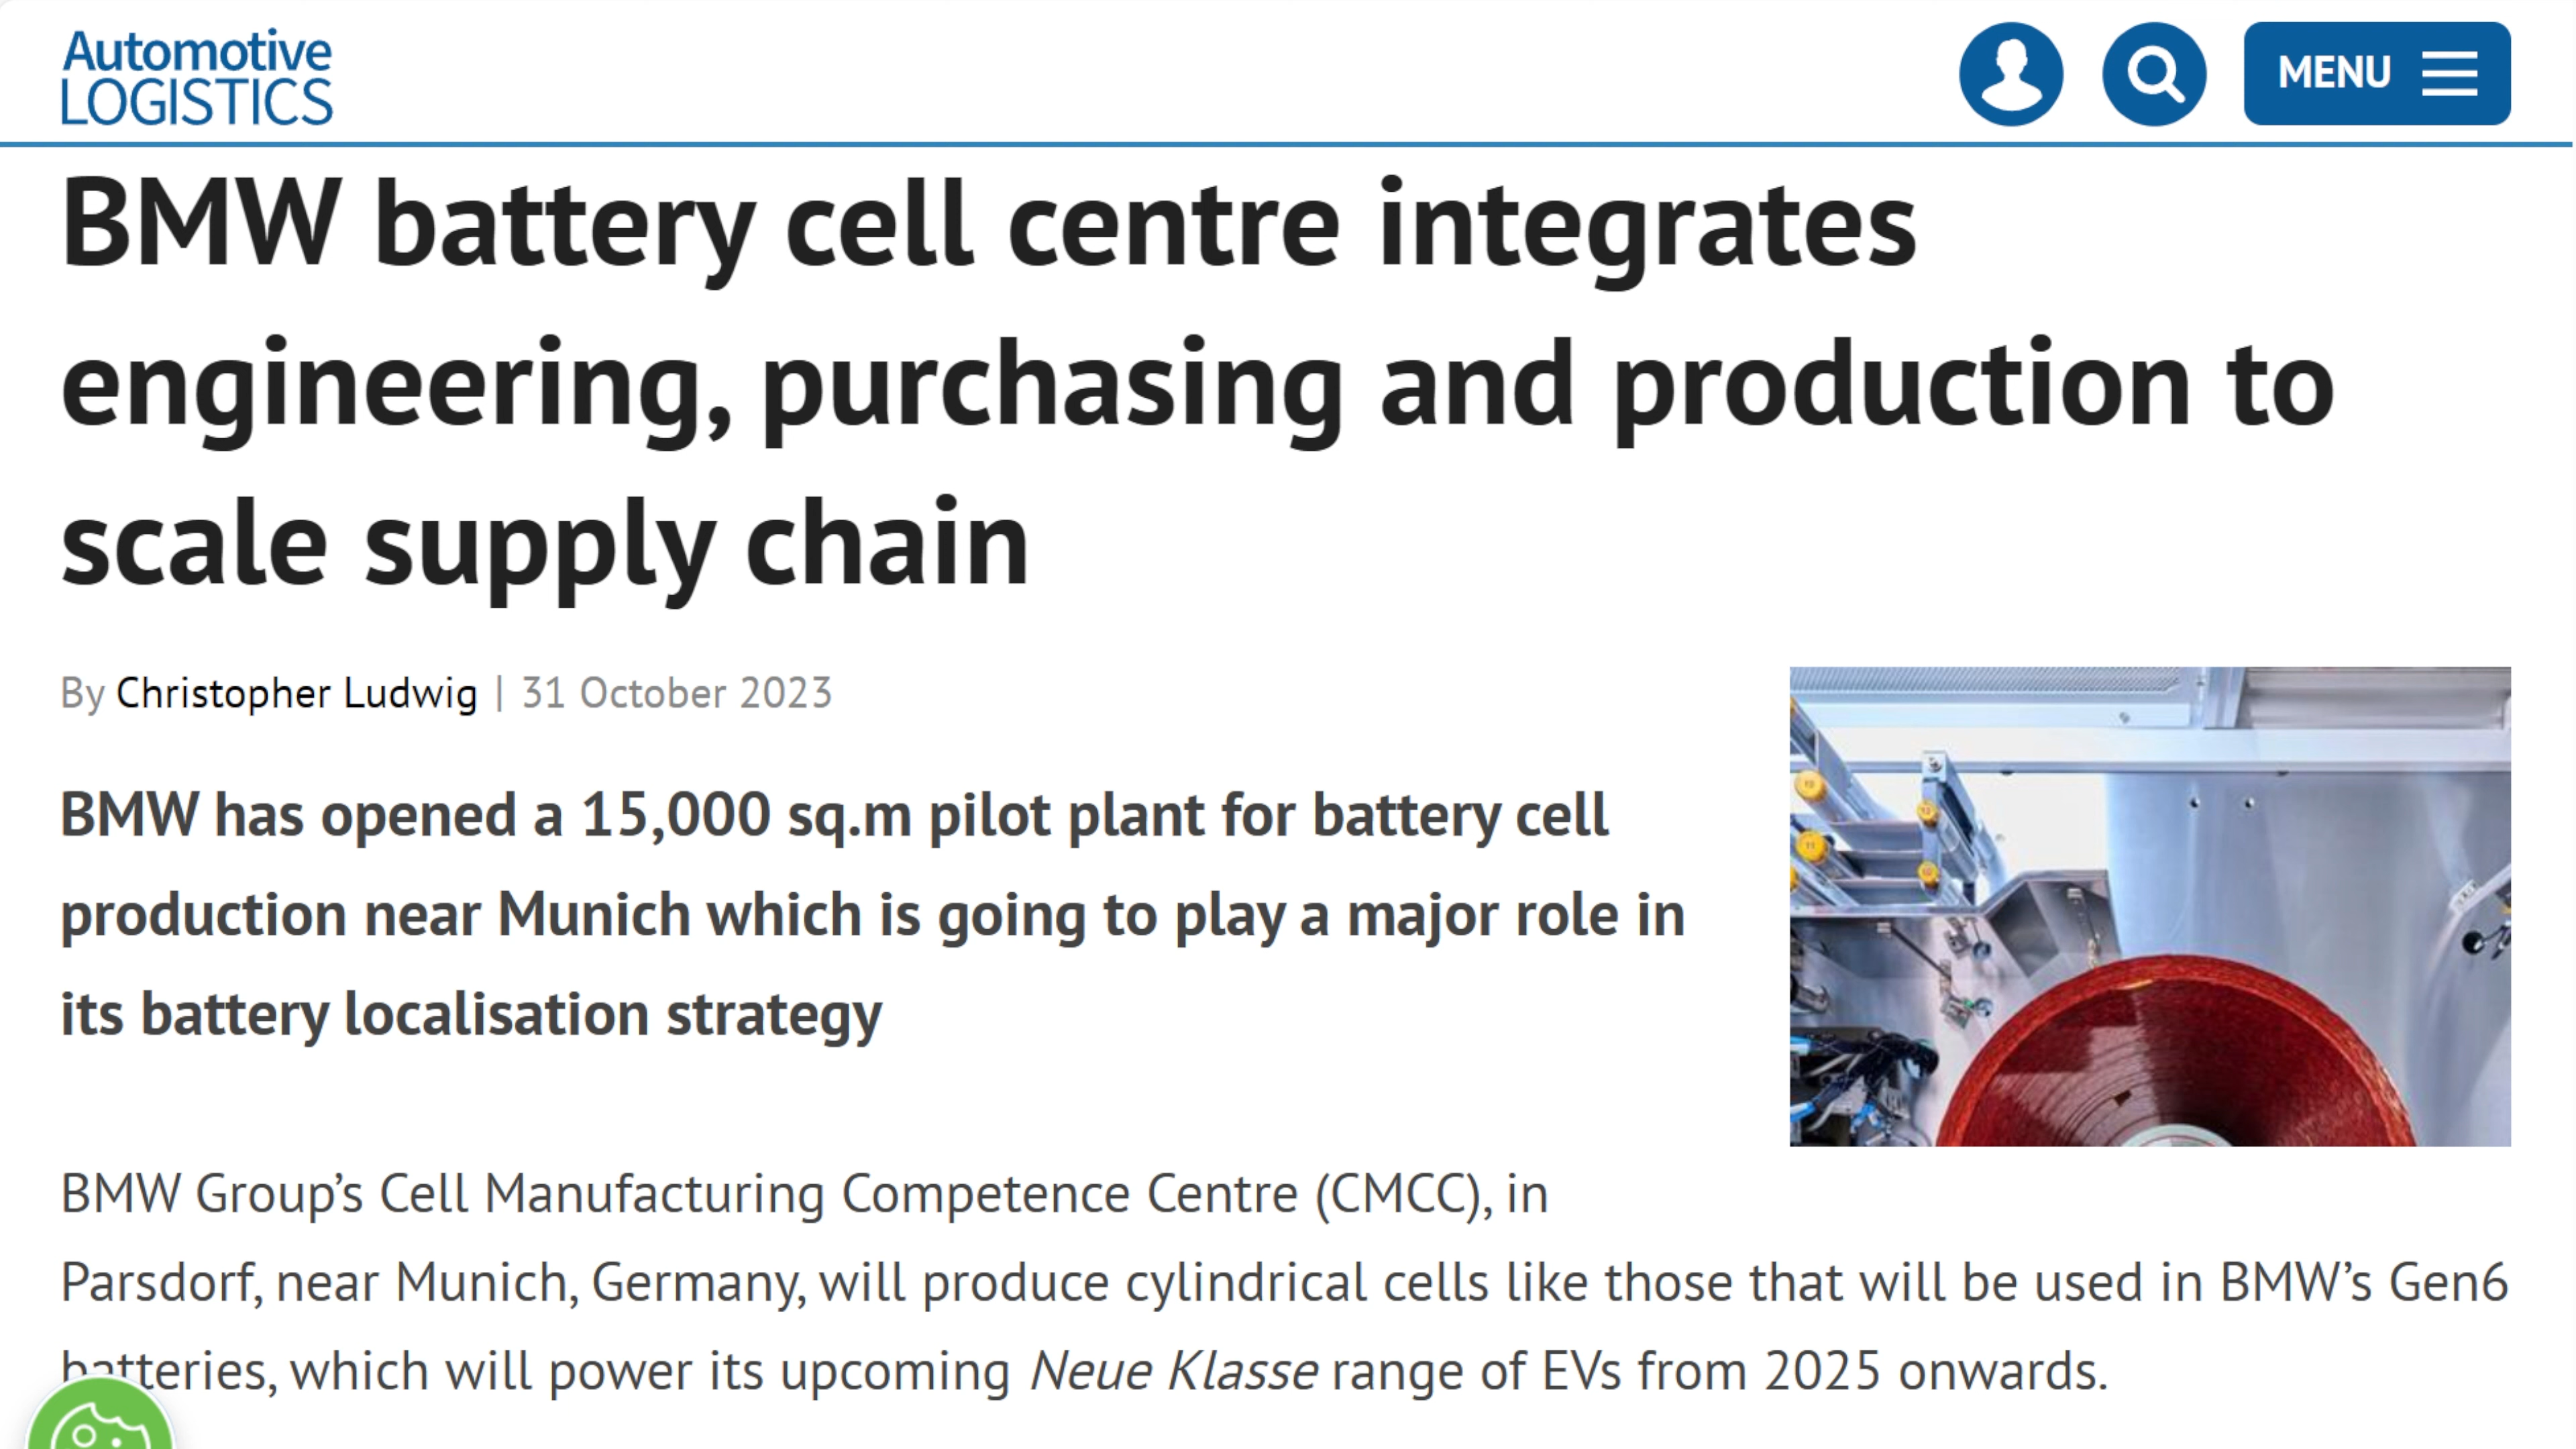 Automotive
LOGISTICS
MENU
BMW battery cell centre integrates
engineering, purchasing and production to
scale supply chain
By Christopher Ludwig | 31 October 2023
BMW has opened a 15,000 sq.m pilot plant for battery cell
production near Munich which is going to play a major role in
its battery localisation strategy
BMW Group’s Cell Manufacturing Competence Centre (CMCC), in
Parsdorf, near Munich, Germany, will produce cylindrical cells like those that will be used in BMW’s Gen6
batteries, which will power its upcoming Neue Klasse range of EVs from 2025 onwards.